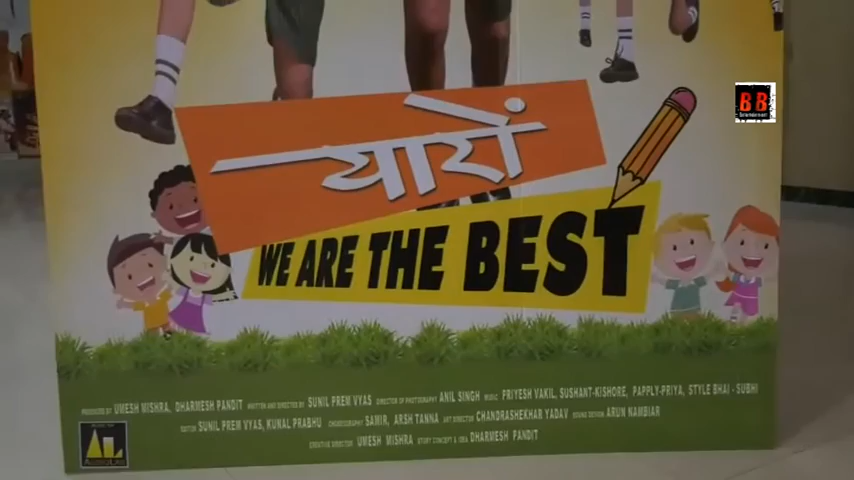 BB
यारों
WE ARE THE BEST
PRODUCED BY UMESH MISHRA, DHARMESH PANDIT WRITTEN AND DIRECTED BY SUNIL PREM VYAS DIRECTOR OF PHOTOGRAPHY ANIL SINGH MUSIC PRIYESH VAKIL, SUSHANT-KISHORE, PAPPLY-PRIYA, STYLE BHAI - SUBHI
EDITOR SUNIL PREM VYAS, KUNAL PRABHU CHOREOGRAPHY SAMIR, ARSH TANNA ART DIRECTOR CHANDRASHEKHAR YADAV SOUND DESIGN ARUN NAMBIAR
CREATIVE DIRECTOR UMESH MISHRA STORY CONCEPT & IDEA DHARMESH PANDIT